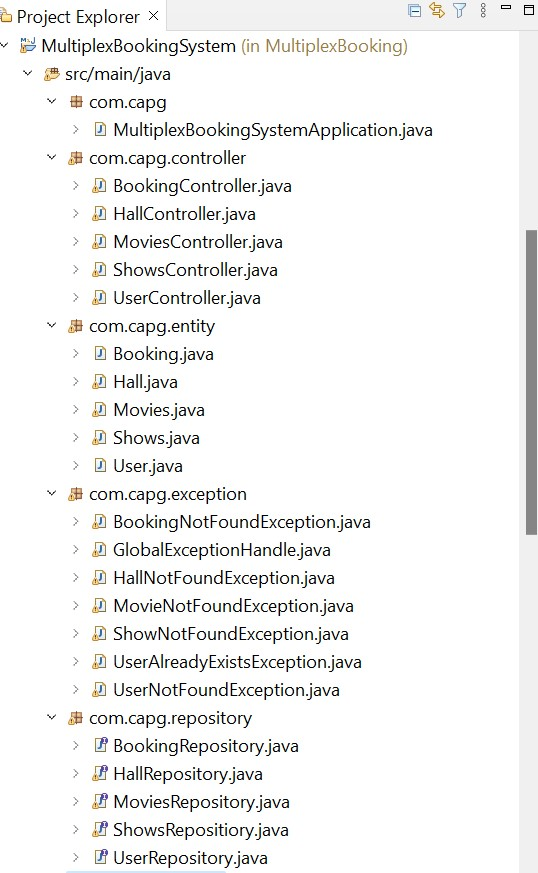 Project Explorer
MultiplexBookingSystem (in MultiplexBooking)
src/main/java
com.capg
MultiplexBookingSystemApplication.java
com.capg.controller
BookingController.java
HallController.java
MoviesController.java
ShowsController.java
UserController.java
com.capg.entity
Booking.java
Hall.java
Movies.java
Shows.java
User.java
com.capg.exception
BookingNotFoundException.java
GlobalExceptionHandle.java
HallNotFoundException.java
MovieNotFoundException.java
ShowNotFoundException.java
UserAlreadyExistsException.java
UserNotFoundException.java
com.capg.repository
BookingRepository.java
HallRepository.java
MoviesRepository.java
ShowsRepositiory.java
UserRepository.java